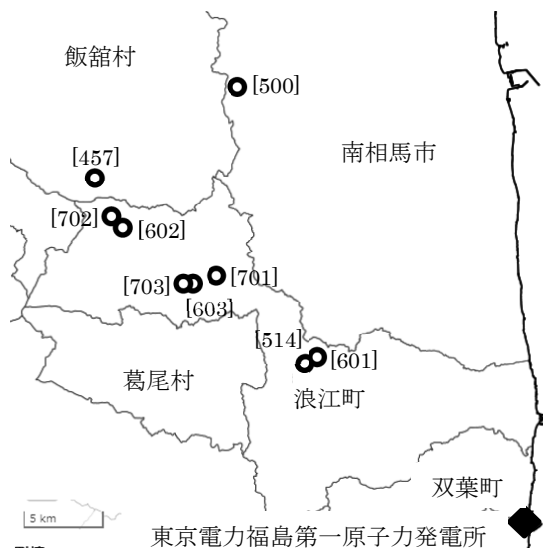 飯舘村
[500]
南相馬市
[457]
[702]
[602]
[701]
[703]
[603]
[514]
[601]
葛尾村
浪江町
双葉町
5 km
東京電力福島第一原子力発電所